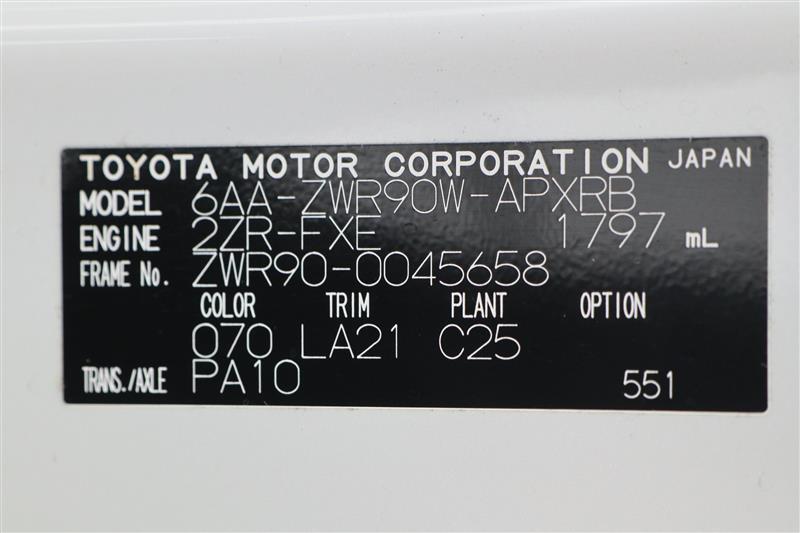 TOYOTA MOTOR CORPORATION JAPAN
MODEL 6AA-ZWR90W-APXRB
ENGINE 2ZR-FXE 1797 mL
FRAME No. ZWR90-0045658
COLOR TRIM PLANT OPTION
070 LA21 C25
TRANS./AXLE PA10 551